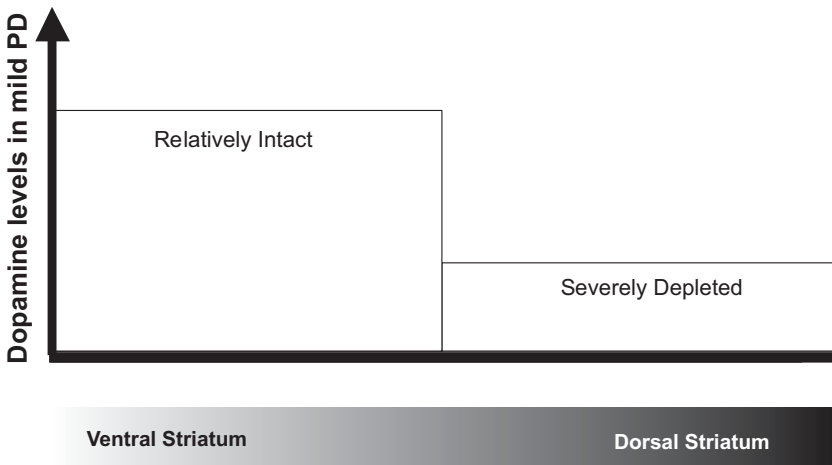 Dopamine levels in mild PD
Relatively Intact
Severely Depleted
Ventral Striatum
Dorsal Striatum